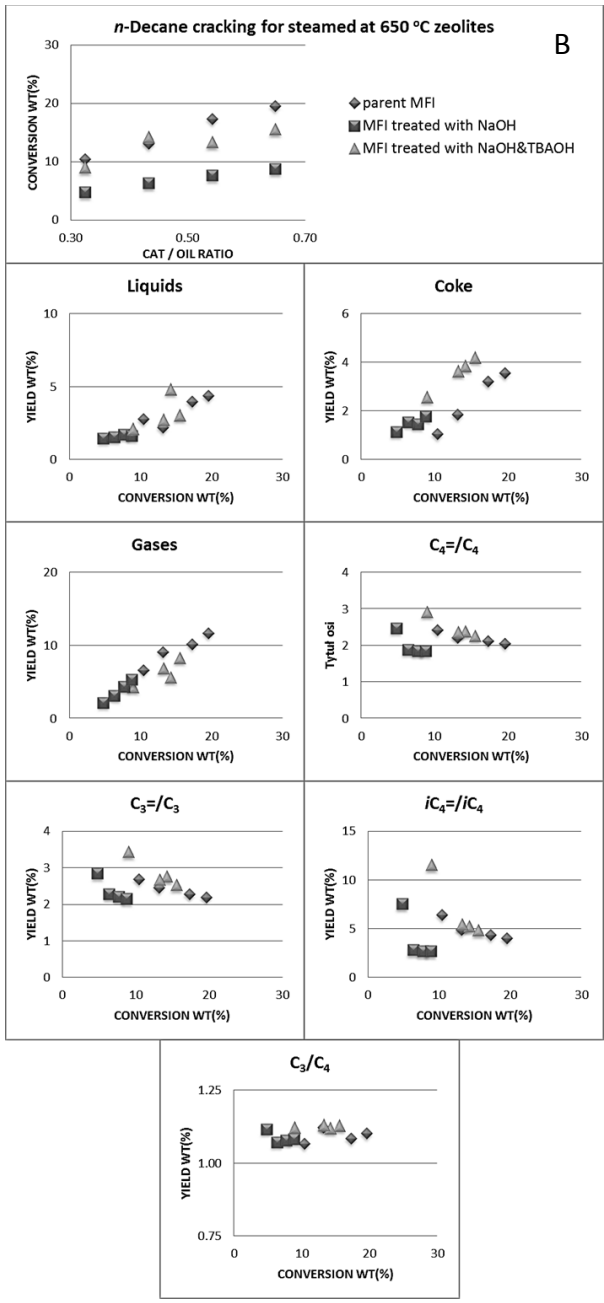 n-Decane cracking for steamed at 650 °C zeolites
B
30
20
10
0
CONVERSION WT(%)
0.30 0.50 0.70
CAT / OIL RATIO
parent MFI
MFI treated with NaOH
MFI treated with NaOH&TBAOH
Liquids
10
5
0
YIELD WT(%)
0 10 20 30
CONVERSION WT(%)
Coke
6
4
2
0
YIELD WT(%)
0 10 20 30
CONVERSION WT(%)
Gases
20
10
0
YIELD WT(%)
0 10 20 30
CONVERSION WT(%)
C₄=/C₄
4
3
2
1
0
Tytuł osi
0 10 20 30
CONVERSION WT(%)
C₃=/C₃
4
3
2
1
0
YIELD WT(%)
0 10 20 30
CONVERSION WT(%)
iC₄=/iC₄
15
10
5
0
YIELD WT(%)
0 10 20 30
CONVERSION WT(%)
C₃/C₄
1.25
1.00
0.75
YIELD WT(%)
0 10 20 30
CONVERSION WT(%)